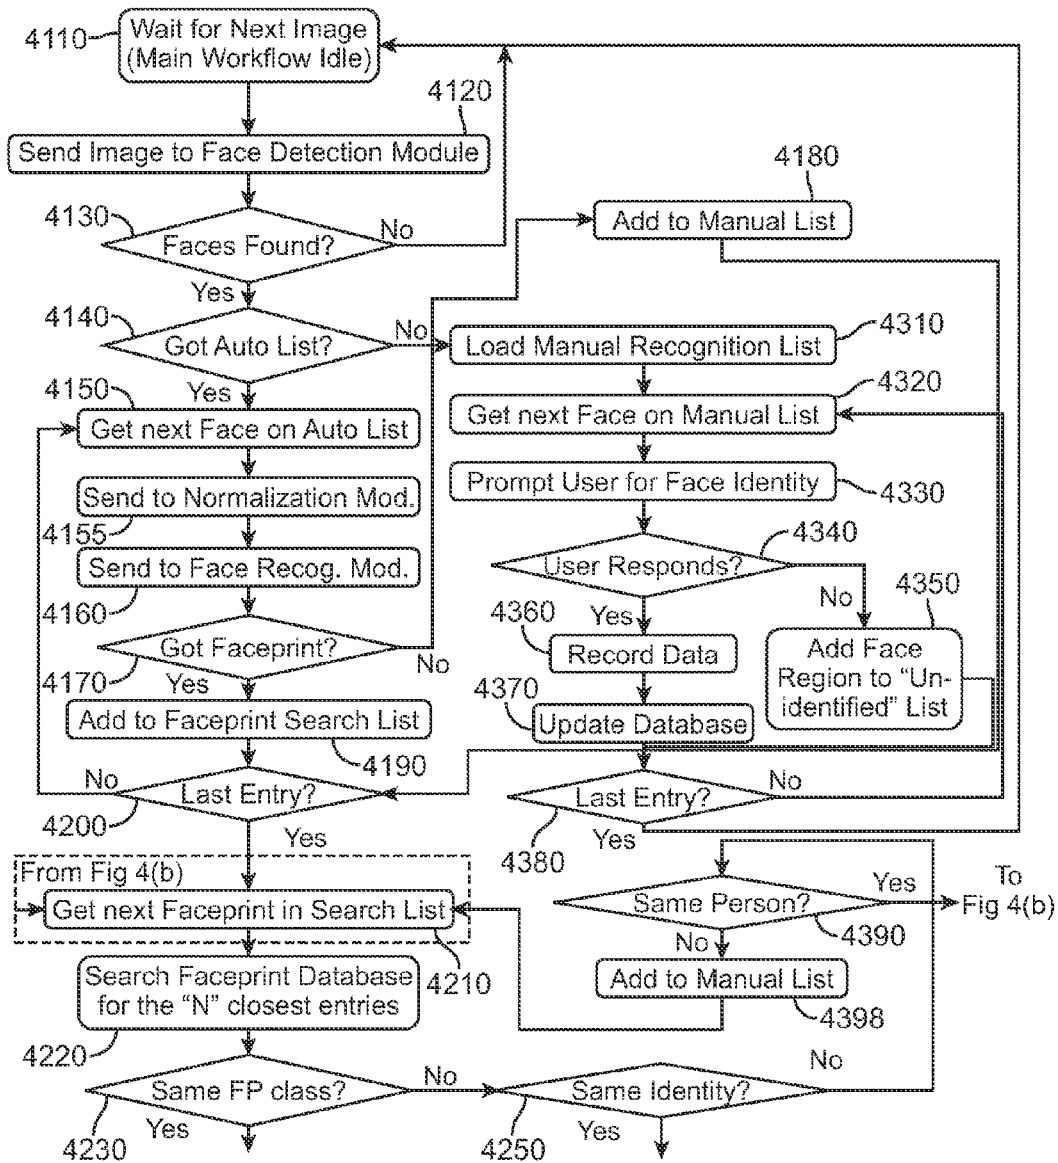 4110
Wait for Next Image
(Main Workflow Idle)
4120
Send Image to Face Detection Module
4180
Add to Manual List
4130
Faces Found?
No
Yes
4140
Got Auto List?
No
4310
Load Manual Recognition List
Yes
4150
Get next Face on Auto List
4320
Get next Face on Manual List
Send to Normalization Mod.
4155
Prompt User for Face Identity
4330
Send to Face Recog. Mod.
4160
4340
User Responds?
No
Yes
4350
Add Face
Region to “Un-
identified” List
4360
Record Data
Got Faceprint?
No
4170
Yes
4370
Update Database
Add to Faceprint Search List
4190
No
Last Entry?
4200
Yes
Last Entry?
No
4380
Yes
From Fig 4(b)
Get next Faceprint in Search List
4210
Same Person?
Yes
To
Fig 4(b)
4390
No
Add to Manual List
4398
Search Faceprint Database
for the “N” closest entries
4220
Same FP class?
No
4230
Yes
Same Identity?
No
4250
Yes